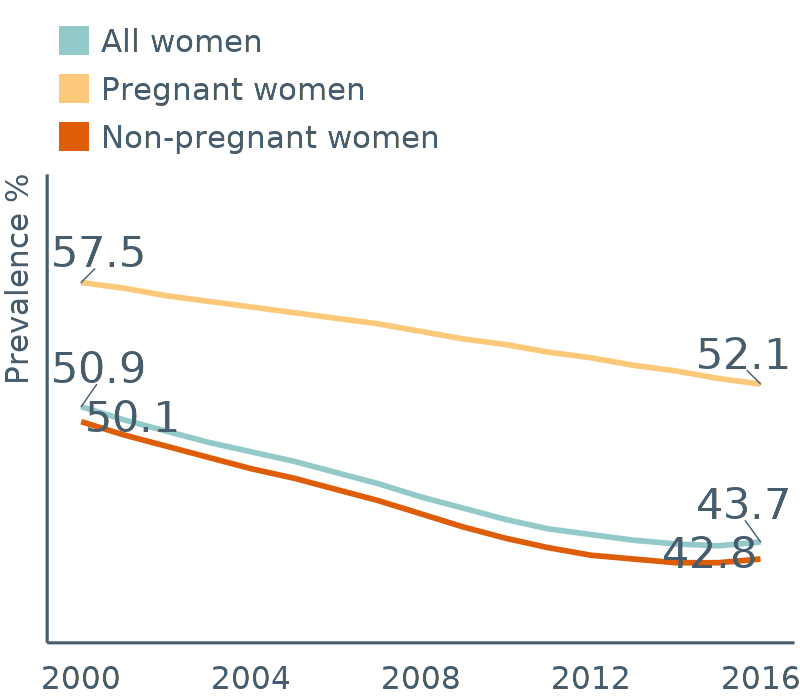 All women
Pregnant women
Non-pregnant women
Prevalence %
57.5
52.1
50.9
50.1
43.7
42.8
2000 2004 2008 2012 2016